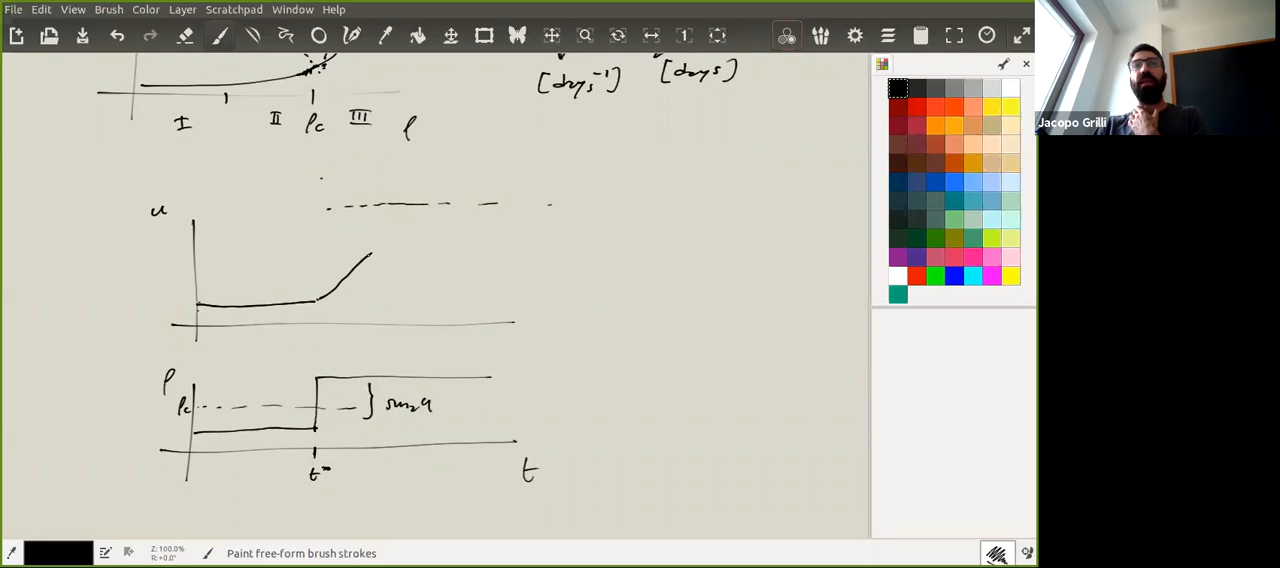 File Edit View Brush Color Layer Scratchpad Window Help
[days⁻¹] [days]
I II ρc III ρ
Jacopo Grilli
u
ρ
ρc
t*
t
Z: 100.0%
R: +0.0°
Paint free-form brush strokes